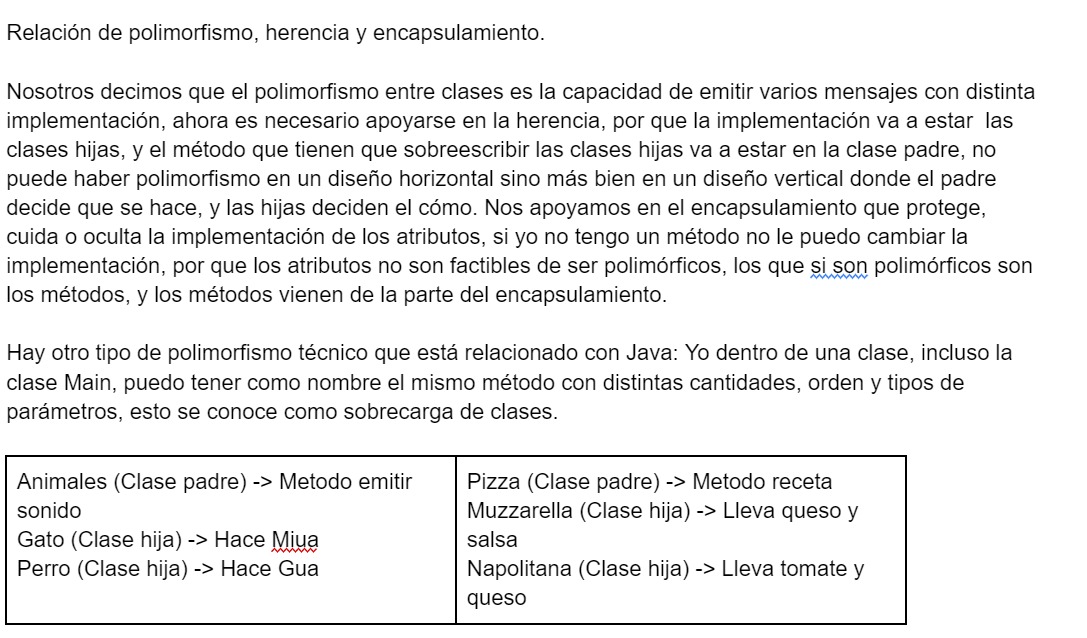 Relación de polimorfismo, herencia y encapsulamiento.
Nosotros decimos que el polimorfismo entre clases es la capacidad de emitir varios mensajes con distinta
implementación, ahora es necesario apoyarse en la herencia, por que la implementación va a estar  las
clases hijas, y el método que tienen que sobreescribir las clases hijas va a estar en la clase padre, no
puede haber polimorfismo en un diseño horizontal sino más bien en un diseño vertical donde el padre
decide que se hace, y las hijas deciden el cómo. Nos apoyamos en el encapsulamiento que protege,
cuida o oculta la implementación de los atributos, si yo no tengo un método no le puedo cambiar la
implementación, por que los atributos no son factibles de ser polimórficos, los que si son polimórficos son
los métodos, y los métodos vienen de la parte del encapsulamiento.
Hay otro tipo de polimorfismo técnico que está relacionado con Java: Yo dentro de una clase, incluso la
clase Main, puedo tener como nombre el mismo método con distintas cantidades, orden y tipos de
parámetros, esto se conoce como sobrecarga de clases.
Animales (Clase padre) -> Metodo emitir
sonido
Gato (Clase hija) -> Hace Miua
Perro (Clase hija) -> Hace Gua
Pizza (Clase padre) -> Metodo receta
Muzzarella (Clase hija) -> Lleva queso y
salsa
Napolitana (Clase hija) -> Lleva tomate y
queso